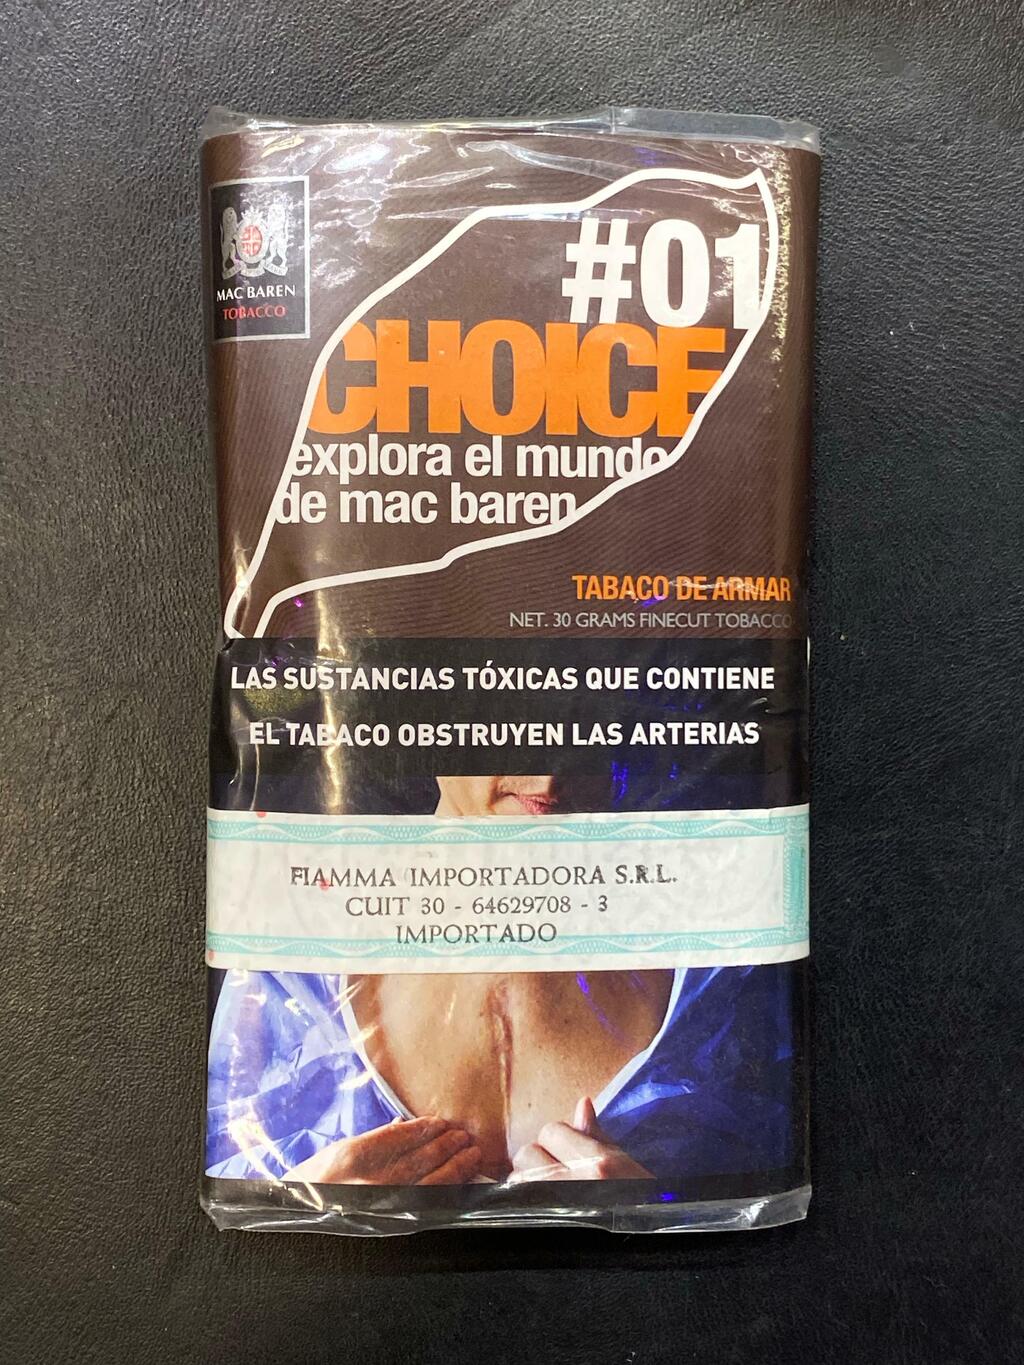 MAC BAREN
TOBACCO
#01
CHOICE
explora el mundo
de mac baren
TABACO DE ARMAR
NET. 30 GRAMS FINECUT TOBACCO
LAS SUSTANCIAS TÓXICAS QUE CONTIENE
EL TABACO OBSTRUYEN LAS ARTERIAS
FIAMMA IMPORTADORA S.R.L.
CUIT 30 - 64629708 - 3
IMPORTADO